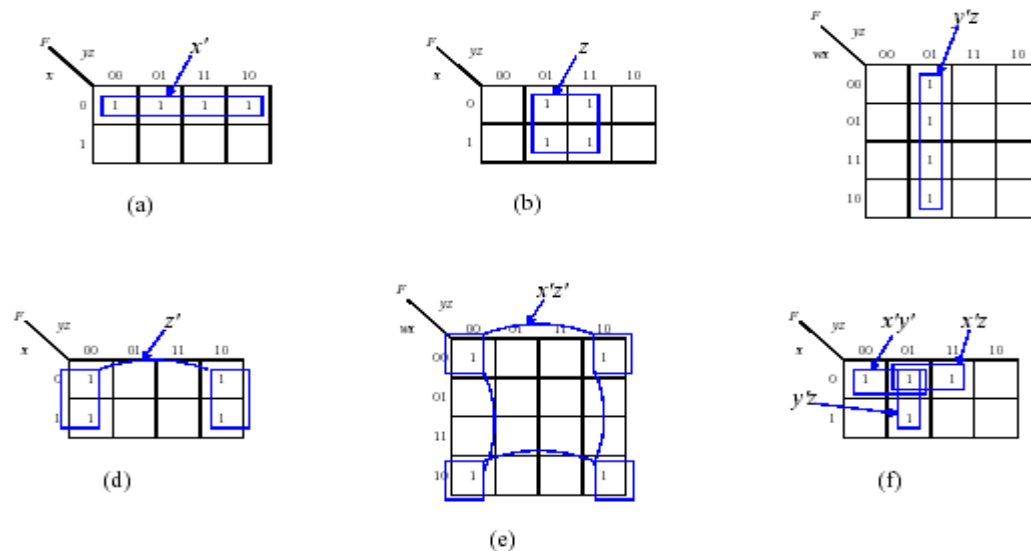 x'
F yz
x 00 01 11 10
0 1 1 1 1
1
(a)
z
F yz
x 00 01 11 10
0 1 1
1 1 1
(b)
y'z
F yz
wx 00 01 11 10
00 1
01 1
11 1
10 1
z'
F yz
x 00 01 11 10
0 1 1
1 1 1
(d)
x'z'
F yz
wx 00 01 11 10
00 1 1
01
11
10 1 1
(e)
x'y' x'z
F yz
x 00 01 11 10
0 1 1 1
y'z
1 1
(f)